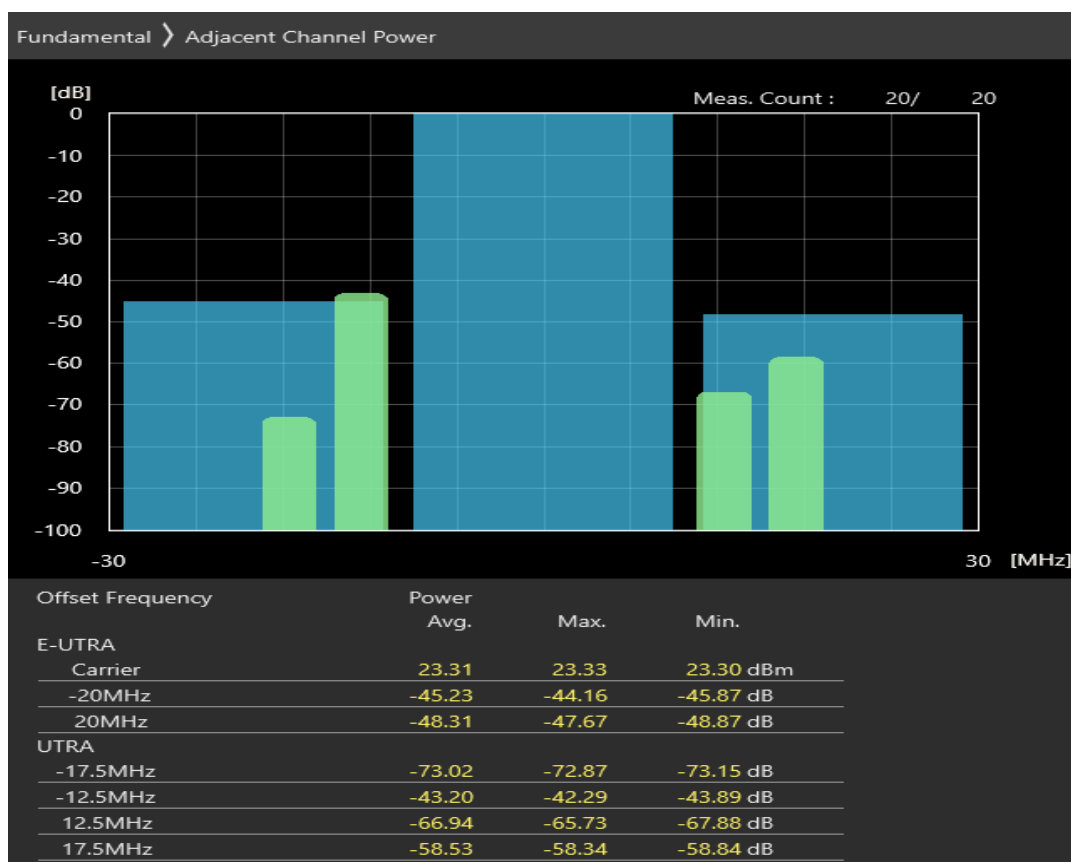 Fundamental ❯ Adjacent Channel Power
[dB]
Meas. Count : 20/ 20
0
-10
-20
-30
-40
-50
-60
-70
-80
-90
-100
-30 30 [MHz]
Offset Frequency Power
Avg. Max. Min.
E-UTRA
Carrier 23.31 23.33 23.30 dBm
-20MHz -45.23 -44.16 -45.87 dB
20MHz -48.31 -47.67 -48.87 dB
UTRA
-17.5MHz -73.02 -72.87 -73.15 dB
-12.5MHz -43.20 -42.29 -43.89 dB
12.5MHz -66.94 -65.73 -67.88 dB
17.5MHz -58.53 -58.34 -58.84 dB